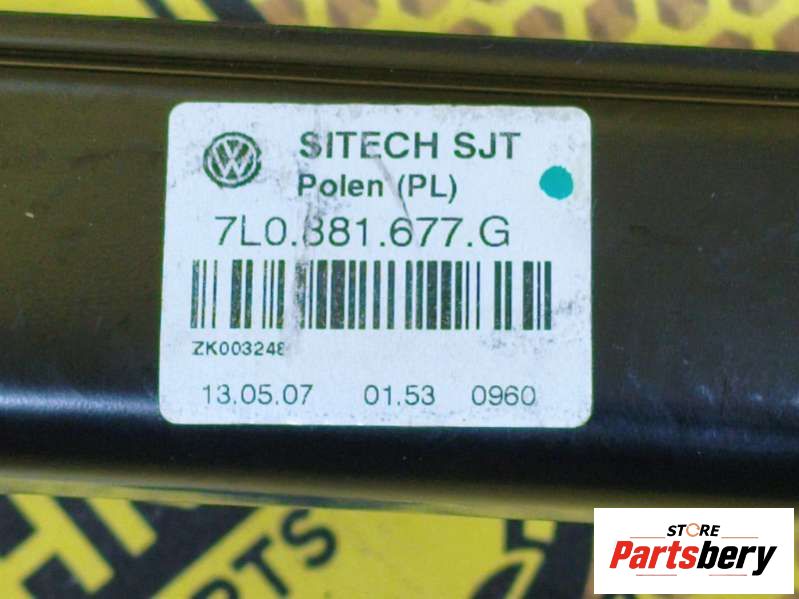 SITECH SJT
Polen (PL)
7L0.881.677.G
ZK003248
13.05.07 01.53 0960
STORE
Partsbery